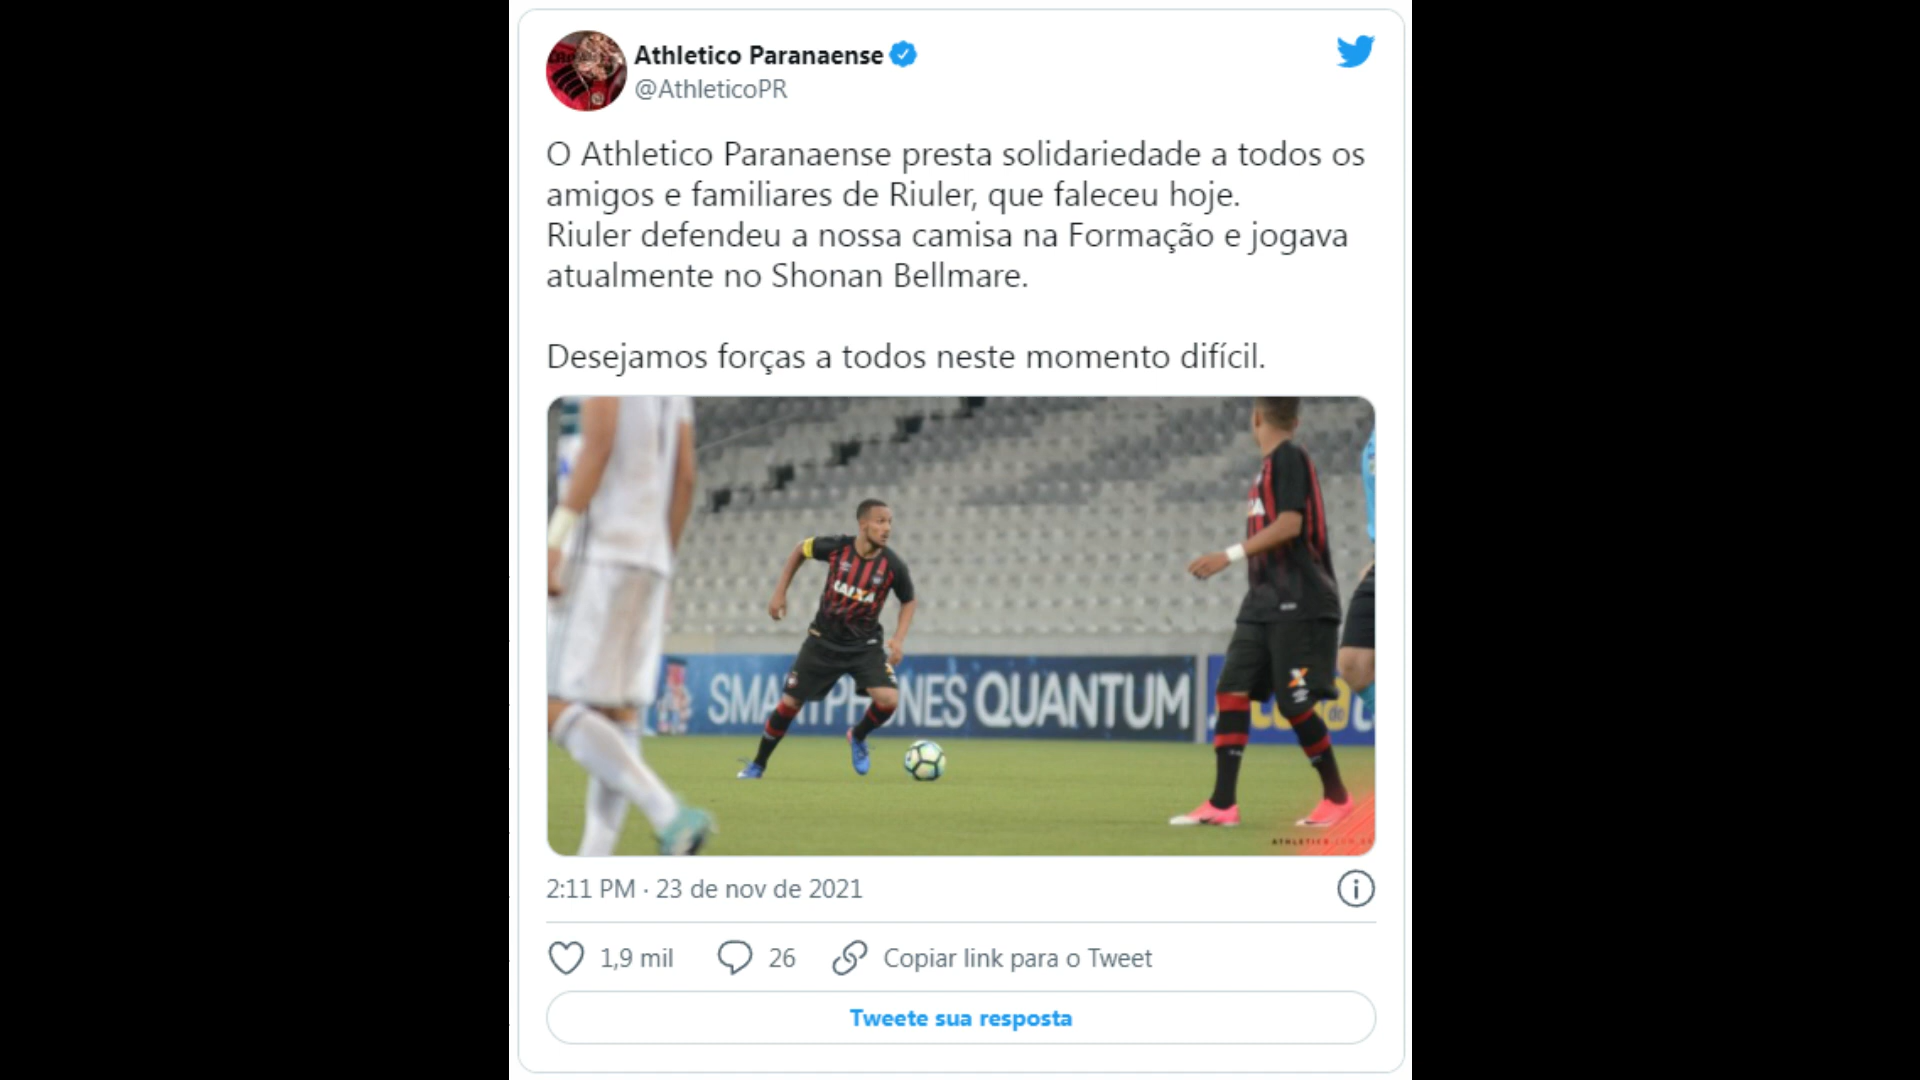 Athletico Paranaense
@AthleticoPR
O Athletico Paranaense presta solidariedade a todos os
amigos e familiares de Riuler, que faleceu hoje.
Riuler defendeu a nossa camisa na Formação e jogava
atualmente no Shonan Bellmare.
Desejamos forças a todos neste momento difícil.
CAIXA
QUANTUM
2:11 PM · 23 de nov de 2021
1,9 mil
26
Copiar link para o Tweet
Tweete sua resposta